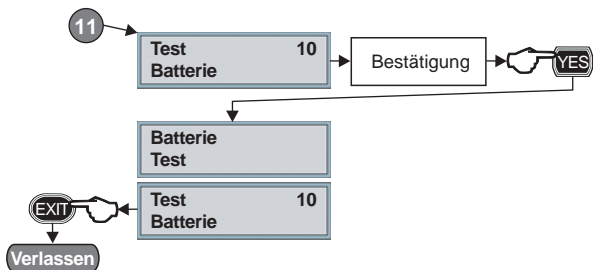 11
Test 10
Batterie
Bestätigung
YES
Batterie
Test
Test 10
Batterie
EXIT
Verlassen